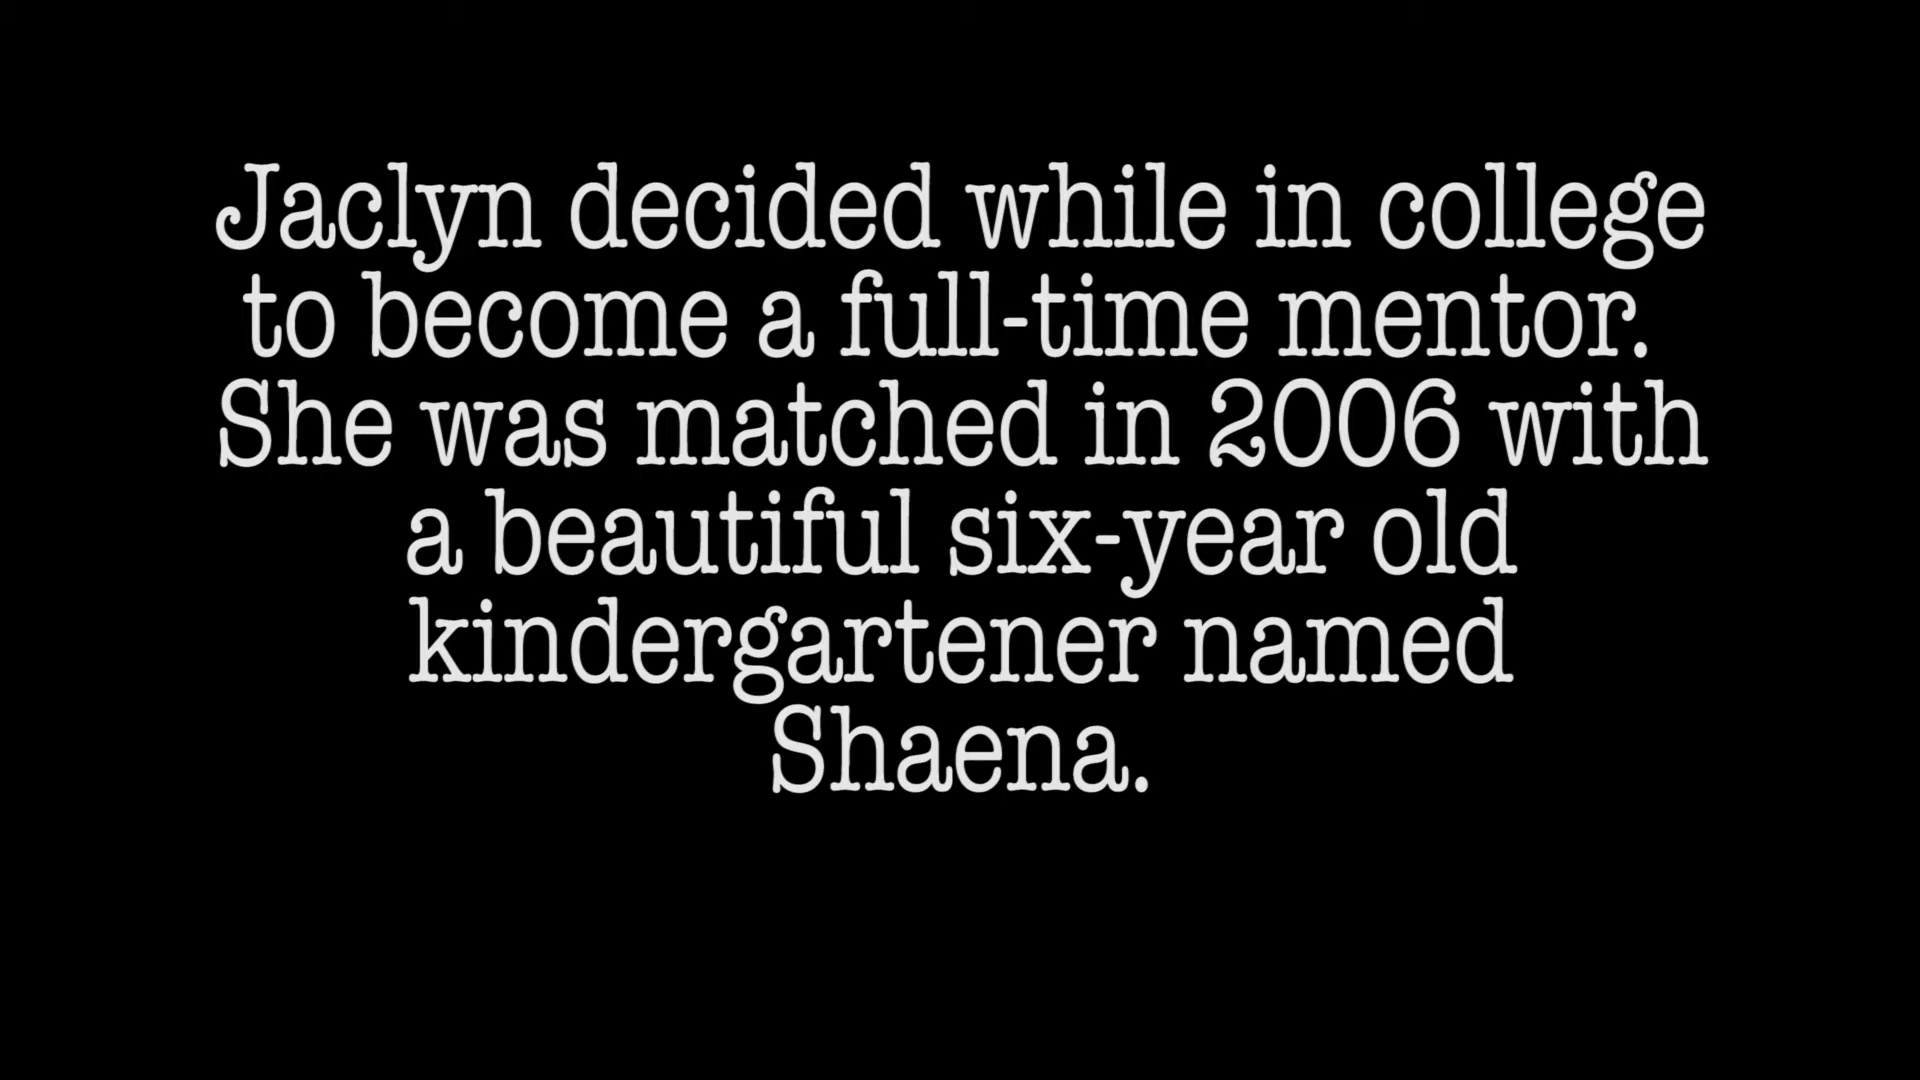 Jaclyn decided while in college
to become a full-time mentor.
She was matched in 2006 with
a beautiful six-year old
kindergartener named
Shaena.